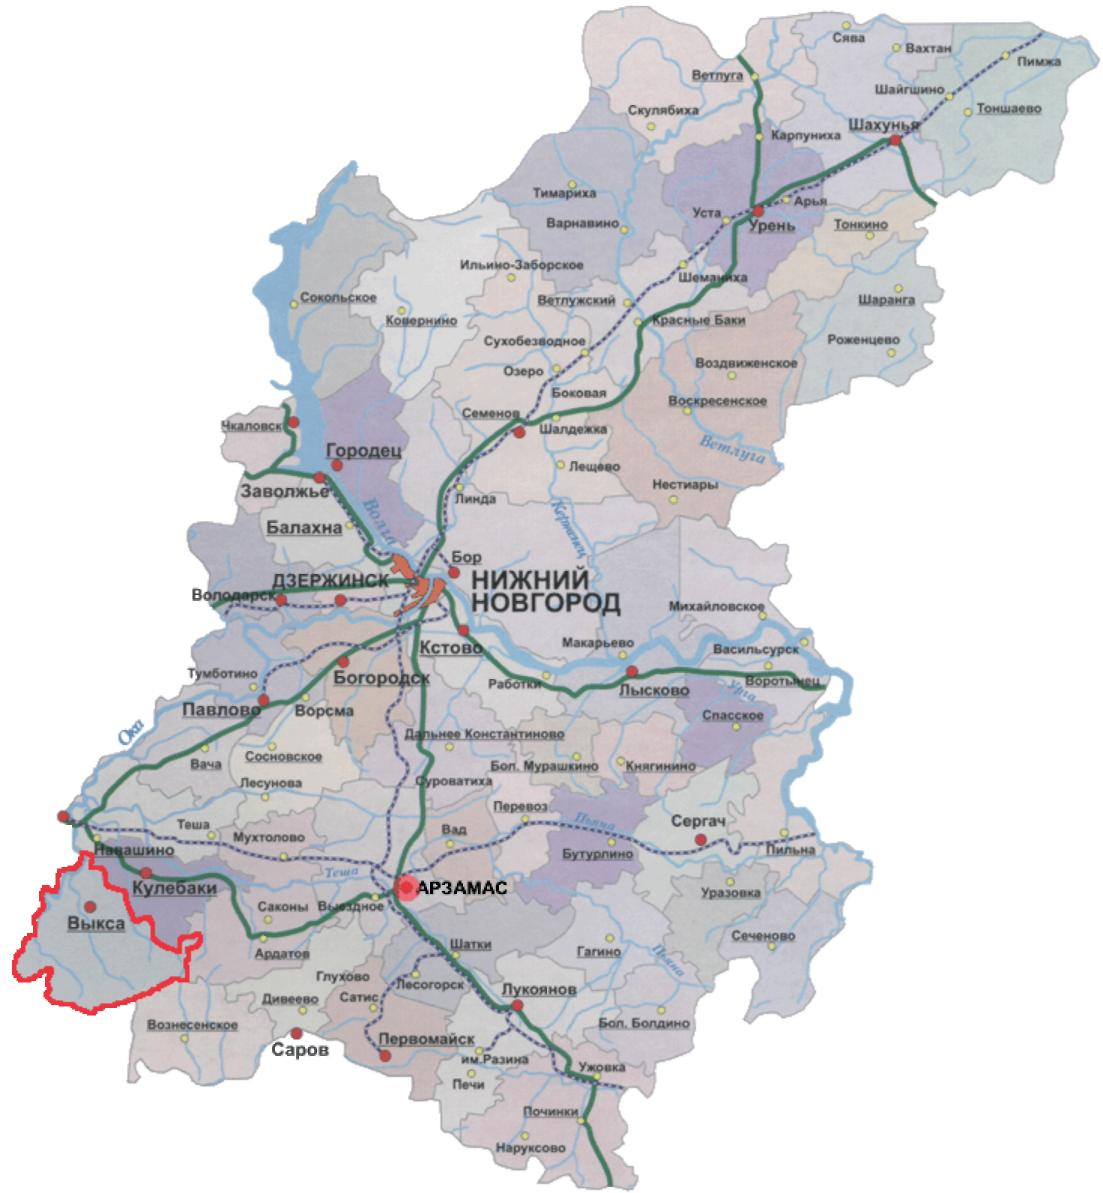 Сява
Вахтан
Пимжа
Ветлуга
Шайгшино
Тоншаево
Скулябиха
Шахунья
Карпуниха
Тимариха
Арья
Уста
Варнавино
Урень
Тонкино
Ильино-Заборское
Шеманиха
Сокольское
Ветлужский
Шаранга
Ковернино
Красные Баки
Сухобезводное
Роженцево
Озеро
Воздвиженское
Боковая
Воскресенское
Семенов
Чкаловск
Шалдежка
Городец
Ветлуга
Лещёво
Заволжье
Нестиары
Линда
Волга
Керженец
Балахна
Бор
ДЗЕРЖИНСК
НИЖНИЙ
НОВГОРОД
Володарск
Михайловское
Кстово
Макарьево
Васильсурск
Тумботино
Богородск
Работки
Лысково
Воротынец
Урга
Павлово
Ворсма
Спасское
Ока
Дальнее Константиново
Вача
Сосновское
Бол. Мурашкино
Княгинино
Лесунова
Суроватиха
Перевоз
Теша
Мухтолово
Вад
Пьяна
Сергач
Навашино
Бутурлино
Пильна
Кулебаки
Теша
АРЗАМАС
Уразовка
Саконы
Выездное
Выкса
Сеченово
Ардатов
Шатки
Гагино
Пьяна
Глухово
Лесогорск
Дивеево
Сатис
Лукоянов
Вознесенское
Бол. Болдино
Саров
Первомайск
им.Разина
Ужовка
Печи
Починки
Наруксово